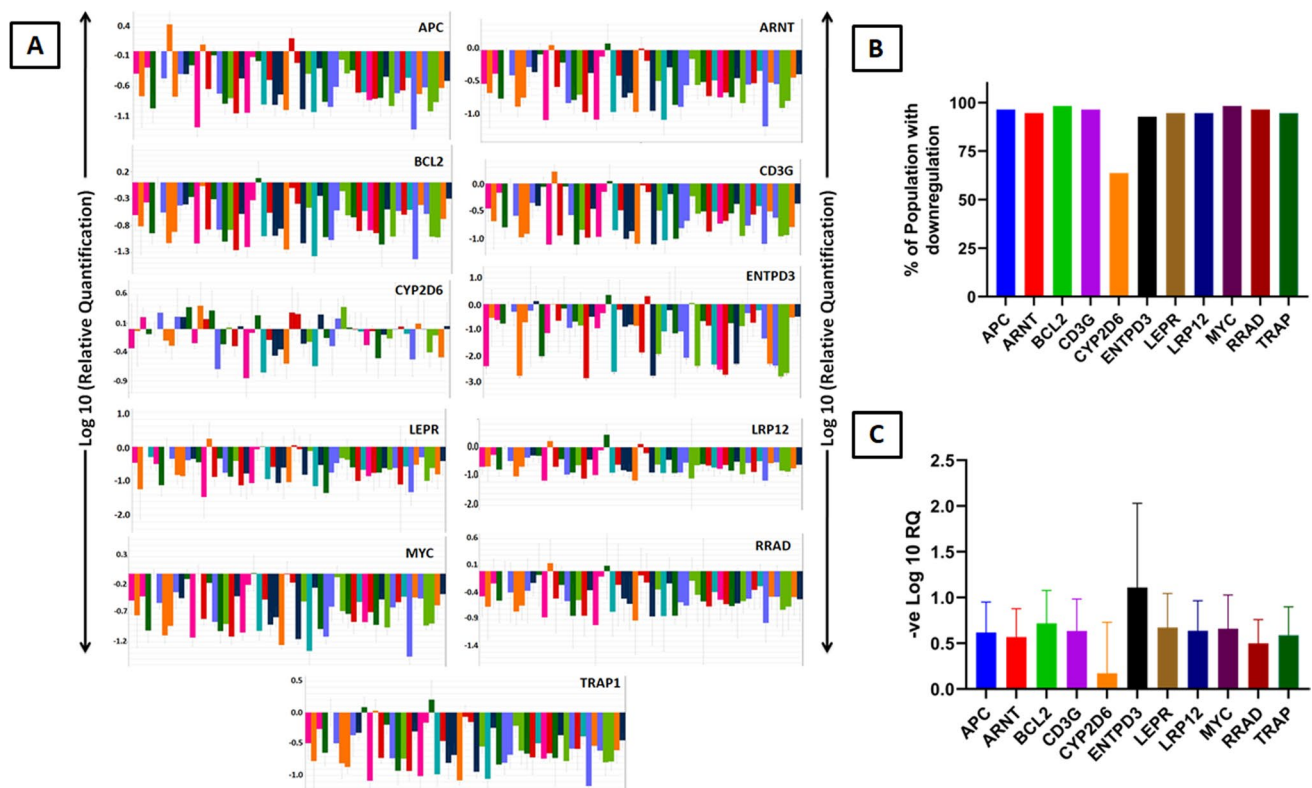 A
Log 10 (Relative Quantification)
APC
0.4
-0.1
-0.6
-1.1
ARNT
0.0
-0.5
-1.0
BCL2
0.2
-0.3
-0.8
-1.3
CD3G
0.0
-0.5
-1.0
CYP2D6
0.6
0.1
-0.4
-0.9
ENTPD3
1.0
0.0
-1.0
-2.0
-3.0
LEPR
1.0
0.0
-1.0
-2.0
LRP12
0.0
-1.0
-2.0
MYC
0.3
-0.2
-0.7
-1.2
RRAD
0.6
0.1
-0.4
-0.9
-1.4
TRAP1
0.5
0.0
-0.5
-1.0
Log 10 (Relative Quantification)
B
% of Population with
downregulation
100
75
50
25
0
APC
ARNT
BCL2
CD3G
CYP2D6
ENTPD3
LEPR
LRP12
MYC
RRAD
TRAP
C
-ve Log 10 RQ
2.5
2.0
1.5
1.0
0.5
0.0
APC
ARNT
BCL2
CD3G
CYP2D6
ENTPD3
LEPR
LRP12
MYC
RRAD
TRAP